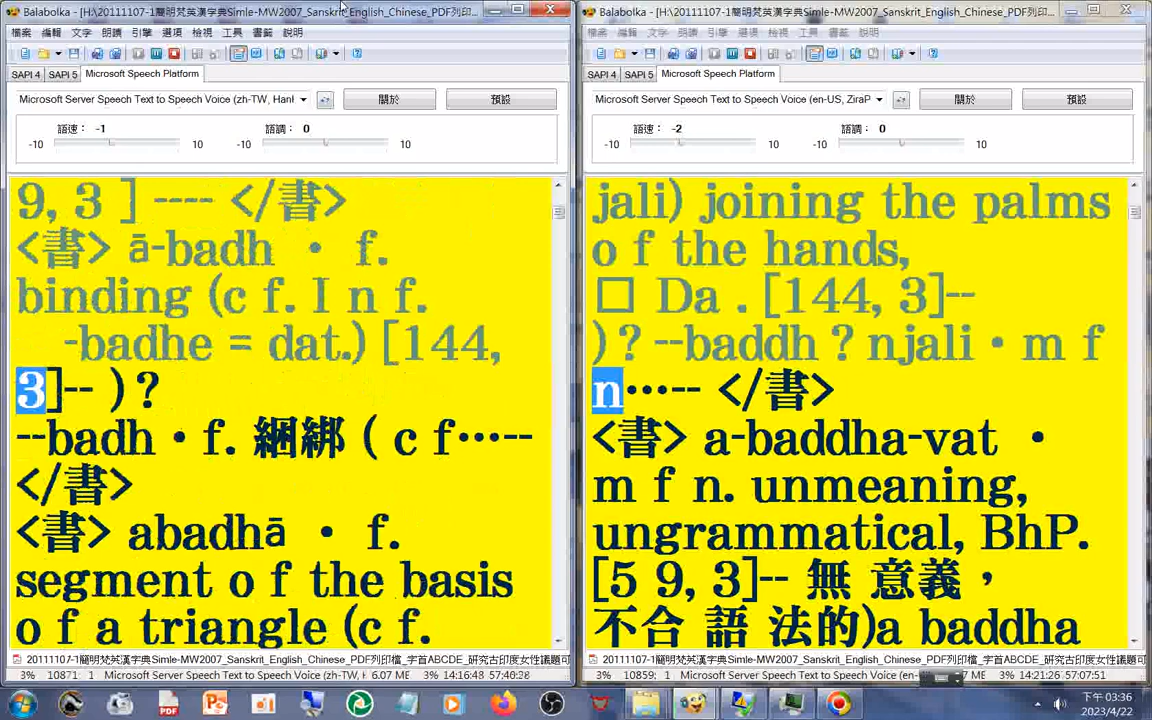 Balabolka - [H:\20111107-1簡明梵英漢字典Simle-MW2007_Sanskrit_English_Chinese_PDF列印...
檔案 編輯 文字 朗讀 引擎 選項 檢視 工具 書籤 說明
SAPI 4 SAPI 5 Microsoft Speech Platform
Microsoft Server Speech Text to Speech Voice (zh-TW, Hanl 關於 預設
語速： -1 語調： 0
-10 10 -10 10
9, 3 ] ---- </書>
<書> ā-badh • f.
binding (c f. I n f.
-badhe = dat.) [144,
3]-- )?
--badh•f. 綑綁 ( c f…--
</書>
<書> abadhā • f.
segment o f the basis
o f a triangle (c f.
20111107-1簡明梵英漢字典Simle-MW2007_Sanskrit_English_Chinese_PDF列印檔_字首ABCDE_研究古印度女性議題可
3% 10871: 1 Microsoft Server Speech Text to Speech Voice (zh-TW, 6.07 ME 3% 14:16:48 57:40:28
Balabolka - [H:\20111107-1簡明梵英漢字典Simle-MW2007_Sanskrit_English_Chinese_PDF列印...
檔案 編輯 文字 朗讀 引擎 選項 檢視 工具 書籤 說明
SAPI 4 SAPI 5 Microsoft Speech Platform
Microsoft Server Speech Text to Speech Voice (en-US, ZiraP 關於 預設
語速： -2 語調： 0
-10 10 -10 10
jali) joining the palms
o f the hands,
□ Da . [144, 3]--
)? --baddh ? njali • m f
n…-- </書>
<書> a-baddha-vat •
m f n. unmeaning,
ungrammatical, BhP.
[5 9, 3]-- 無 意義，
不合 語 法的)a baddha
20111107-1簡明梵英漢字典Simle-MW2007_Sanskrit_English_Chinese_PDF列印檔_字首ABCDE_研究古印度女性議題可
3% 10859: 1 Microsoft Server Speech Text to Speech Voice 3% 14:21:26 57:07:51
下午 03:36
2023/4/22